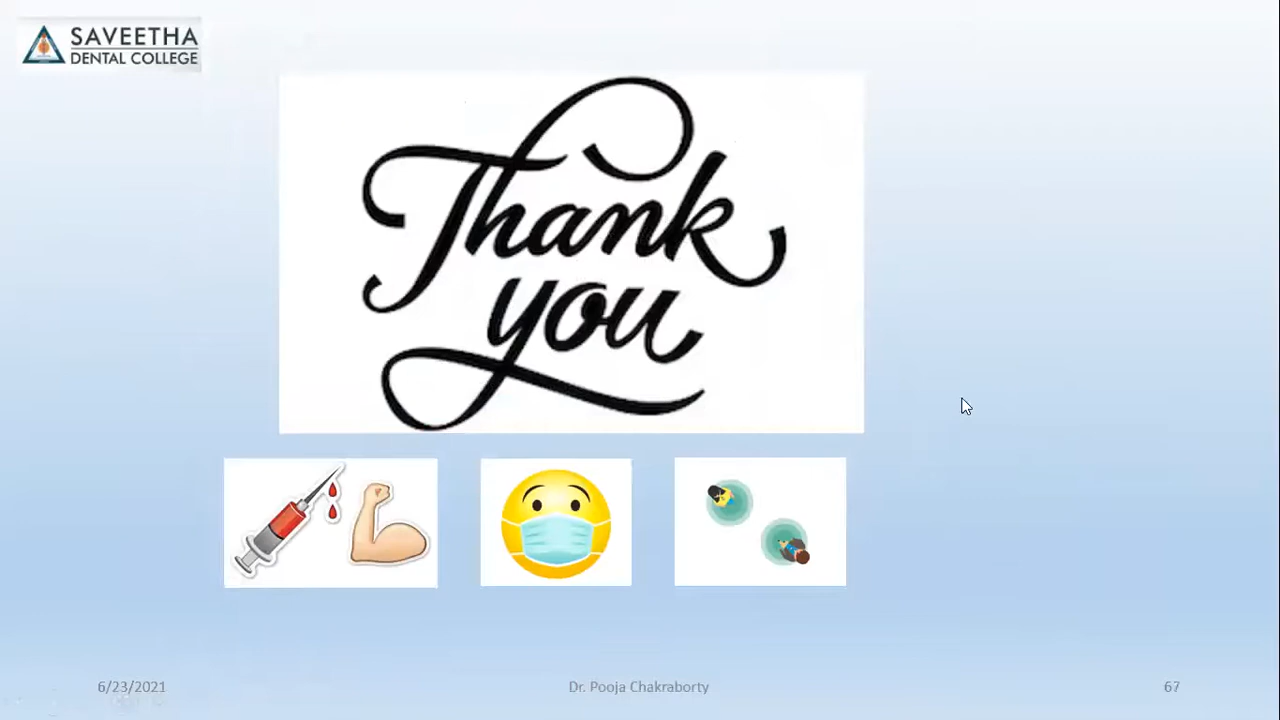 SAVEETHA
DENTAL COLLEGE
Thank
you
6/23/2021
Dr. Pooja Chakraborty
67